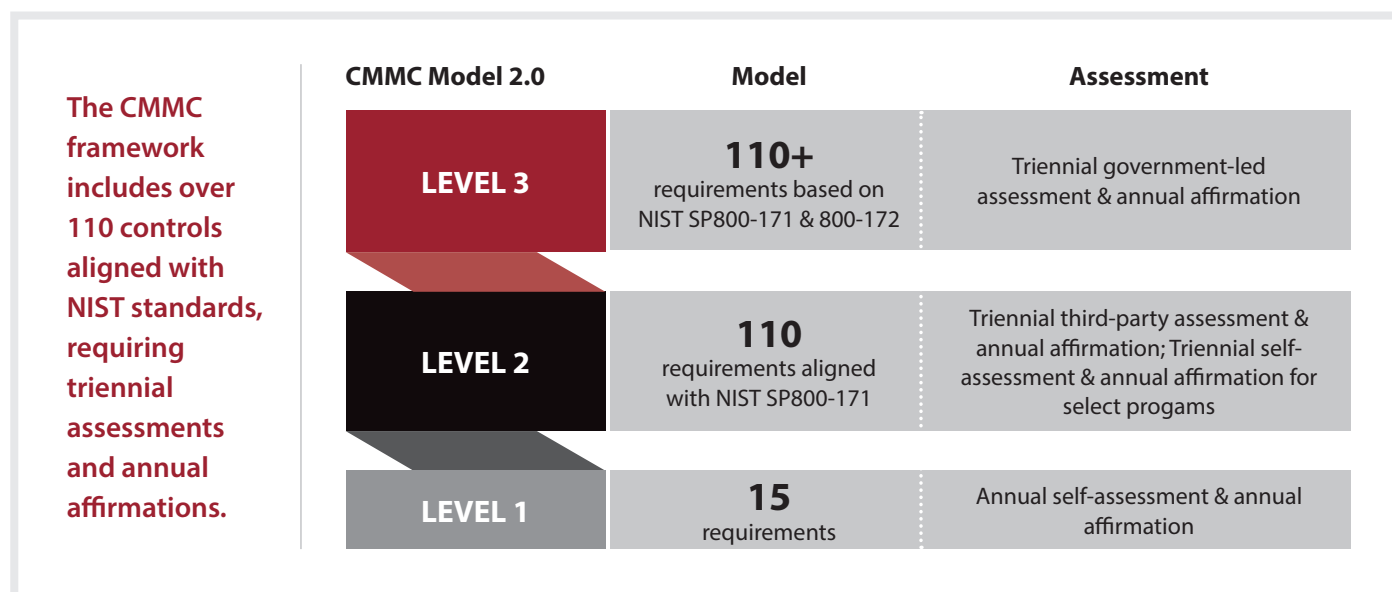 The CMMC
framework
includes over
110 controls
aligned with
NIST standards,
requiring
triennial
assessments
and annual
affirmations.
CMMC Model 2.0
Model
Assessment
LEVEL 3
110+
requirements based on
NIST SP800-171 & 800-172
Triennial government-led
assessment & annual affirmation
LEVEL 2
110
requirements aligned
with NIST SP800-171
Triennial third-party assessment &
annual affirmation; Triennial self-
assessment & annual affirmation for
select progams
LEVEL 1
15
requirements
Annual self-assessment & annual
affirmation